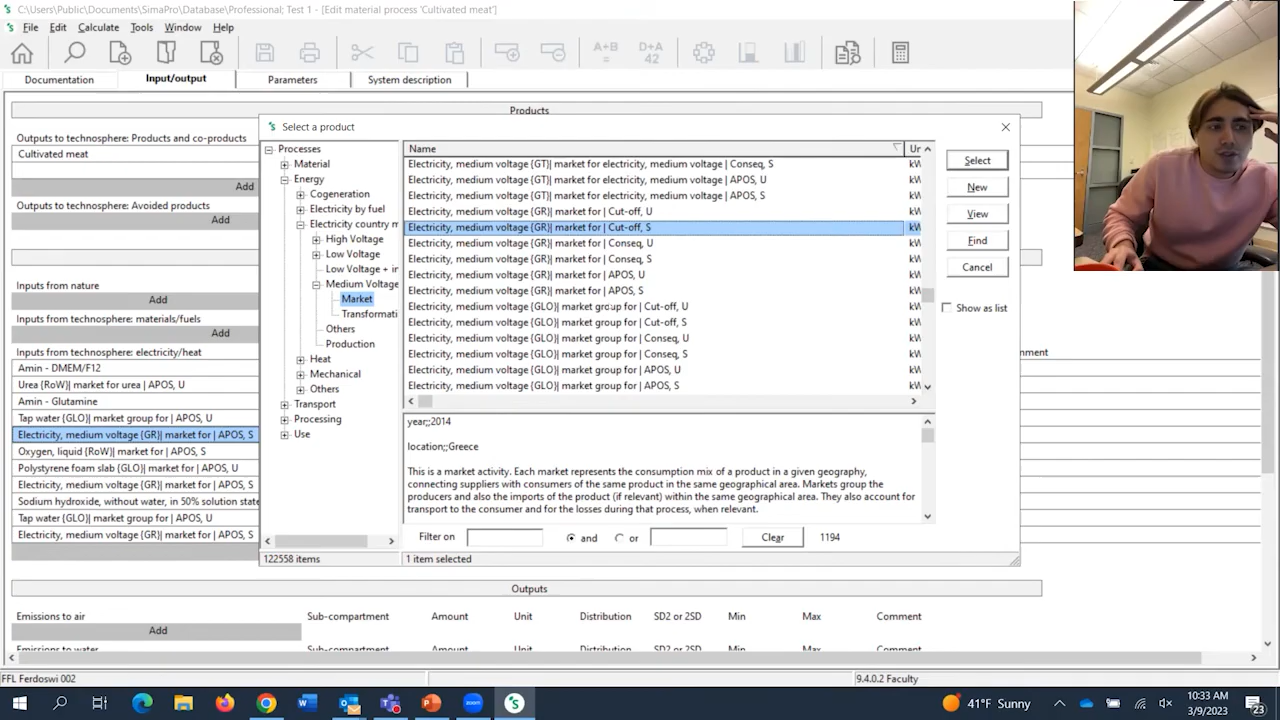 C:\Users\Public\Documents\SimaPro\Database\Professional; Test 1 - [Edit material process 'Cultivated meat']
File Edit Calculate Tools Window Help
A+B
=
D+A
42
Documentation Input/output Parameters System description
Products
Outputs to technosphere: Products and co-products
Cultivated meat
Add
Outputs to technosphere: Avoided products
Add
Inputs from nature
Add
Inputs from technosphere: materials/fuels
Add
Inputs from technosphere: electricity/heat
Amin - DMEM/F12
Urea {RoW}| market for urea | APOS, U
Amin - Glutamine
Tap water {GLO}| market group for | APOS, U
Electricity, medium voltage {GR}| market for | APOS, S
Oxygen, liquid {RoW}| market for | APOS, S
Polystyrene foam slab {GLO}| market for | APOS, U
Electricity, medium voltage {GR}| market for | APOS, S
Sodium hydroxide, without water, in 50% solution state
Tap water {GLO}| market group for | APOS, U
Electricity, medium voltage {GR}| market for | APOS, S
Select a product
Processes
Material
Energy
Cogeneration
Electricity by fuel
Electricity country m
High Voltage
Low Voltage
Low Voltage + ir
Medium Voltage
Market
Transformati
Others
Production
Heat
Mechanical
Others
Transport
Processing
Use
Name Ur
Electricity, medium voltage {GT}| market for electricity, medium voltage | Conseq, S
Electricity, medium voltage {GT}| market for electricity, medium voltage | APOS, U
Electricity, medium voltage {GT}| market for electricity, medium voltage | APOS, S
Electricity, medium voltage {GR}| market for | Cut-off, U
Electricity, medium voltage {GR}| market for | Cut-off, S
Electricity, medium voltage {GR}| market for | Conseq, U
Electricity, medium voltage {GR}| market for | Conseq, S
Electricity, medium voltage {GR}| market for | APOS, U
Electricity, medium voltage {GR}| market for | APOS, S
Electricity, medium voltage {GLO}| market group for | Cut-off, U
Electricity, medium voltage {GLO}| market group for | Cut-off, S
Electricity, medium voltage {GLO}| market group for | Conseq, U
Electricity, medium voltage {GLO}| market group for | Conseq, S
Electricity, medium voltage {GLO}| market group for | APOS, U
Electricity, medium voltage {GLO}| market group for | APOS, S
Select
New
View
Find
Cancel
Show as list
year;;2014
location;;Greece
This is a market activity. Each market represents the consumption mix of a product in a given geography,
connecting suppliers with consumers of the same product in the same geographical area. Markets group the
producers and also the imports of the product (if relevant) within the same geographical area. They also account for
transport to the consumer and for the losses during that process, when relevant.
Filter on and or Clear 1194
122558 items 1 item selected
nment
Outputs
Emissions to air Sub-compartment Amount Unit Distribution SD2 or 2SD Min Max Comment
Add
Emissions to water Sub-compartment Amount Unit Distribution SD2 or 2SD Min Max Comment
FFL Ferdoswi 002 9.4.0.2 Faculty
41°F Sunny
10:33 AM
3/9/2023
23